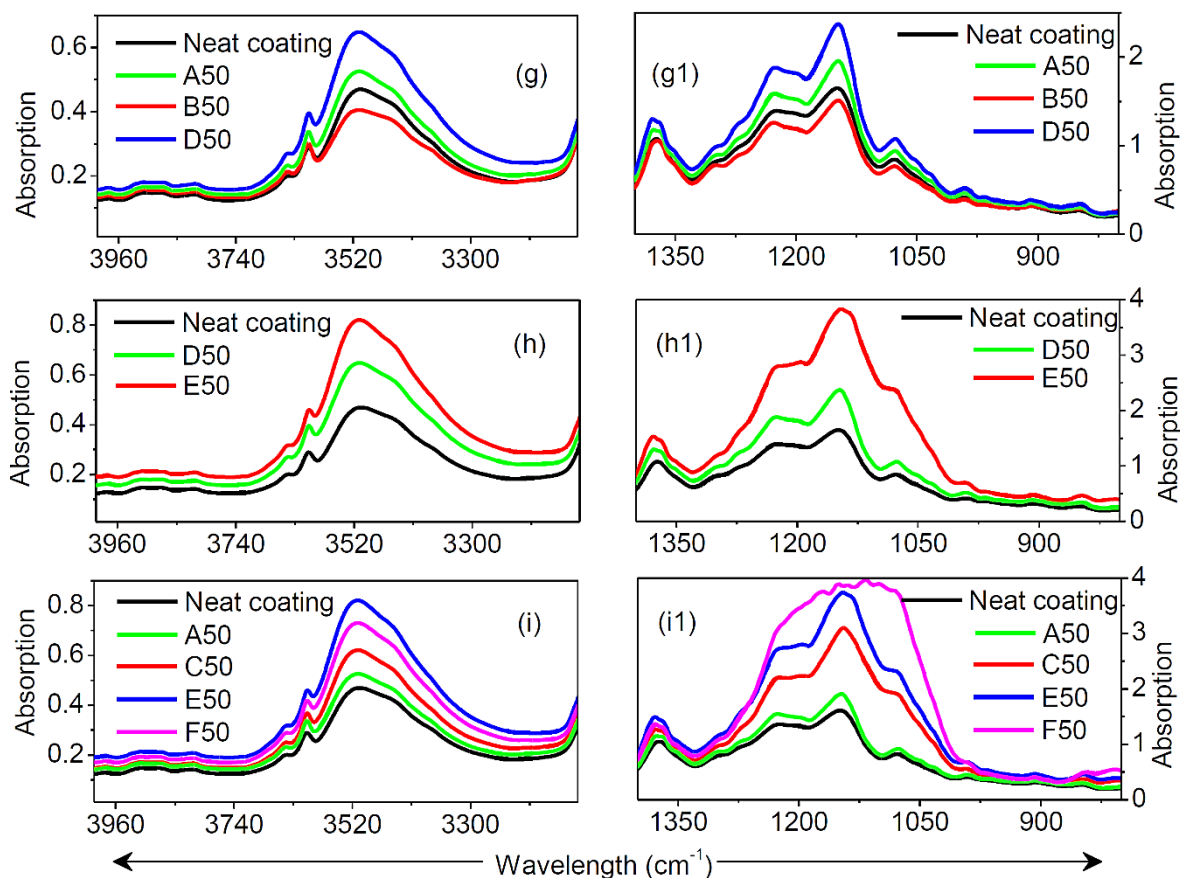 0.6
0.4
0.2
Absorption
Neat coating
A50
B50
D50
(g)
3960 3740 3520 3300
(g1)
Neat coating
A50
B50
D50
2
1
0
Absorption
1350 1200 1050 900
0.8
0.6
0.4
0.2
Absorption
Neat coating
D50
E50
(h)
3960 3740 3520 3300
(h1)
Neat coating
D50
E50
4
3
2
1
0
Absorption
1350 1200 1050 900
0.8
0.6
0.4
0.2
Absorption
Neat coating
A50
C50
E50
F50
(i)
3960 3740 3520 3300
(i1)
Neat coating
A50
C50
E50
F50
4
3
2
1
0
Absorption
1350 1200 1050 900
Wavelength (cm⁻¹)